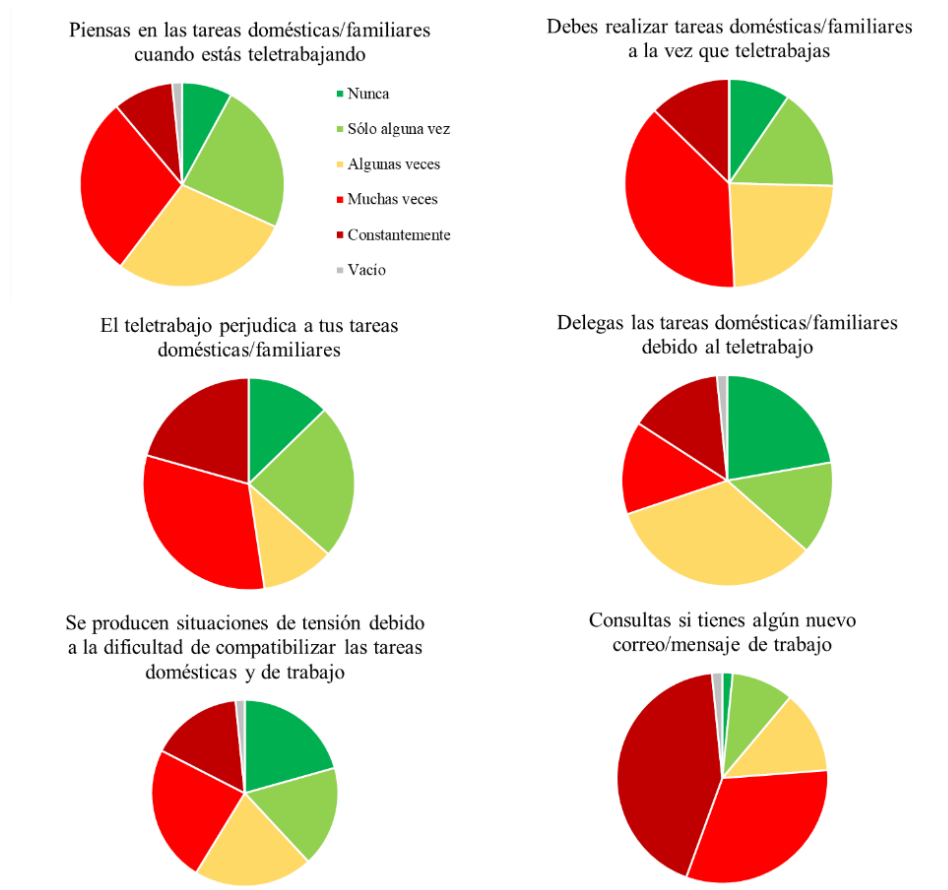 Piensas en las tareas domésticas/familiares
cuando estás teletrabajando
Nunca
Sólo alguna vez
Algunas veces
Muchas veces
Constantemente
Vacío
Debes realizar tareas domésticas/familiares
a la vez que teletrabajas
El teletrabajo perjudica a tus tareas
domésticas/familiares
Delegas las tareas domésticas/familiares
debido al teletrabajo
Se producen situaciones de tensión debido
a la dificultad de compatibilizar las tareas
domésticas y de trabajo
Consultas si tienes algún nuevo
correo/mensaje de trabajo